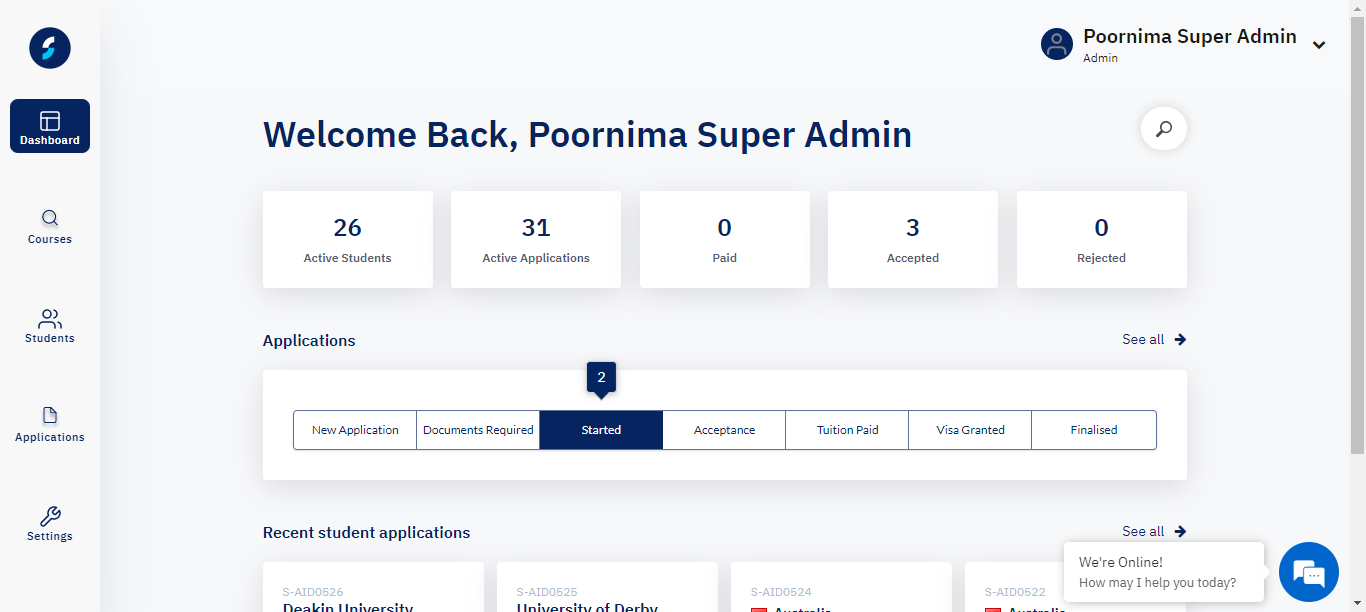 Poornima Super Admin
Admin
Dashboard
Courses
Students
Applications
Settings
Welcome Back, Poornima Super Admin
26
Active Students
31
Active Applications
0
Paid
3
Accepted
0
Rejected
Applications
See all
2
New Application
Documents Required
Started
Acceptance
Tuition Paid
Visa Granted
Finalised
Recent student applications
See all
S-AID0526
Deakin University
S-AID0525
University of Derby
S-AID0524
Australia
S-AID0522
Australia
We're Online!
How may I help you today?